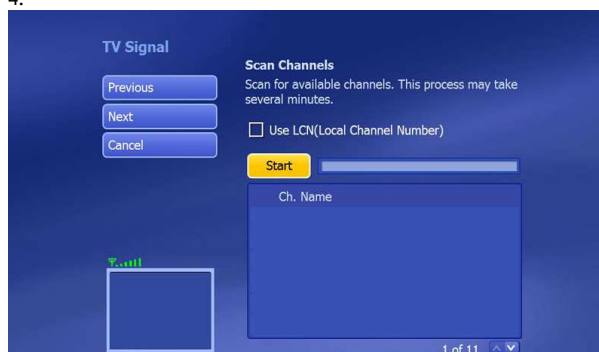 4.
TV Signal
Scan Channels
Previous
Scan for available channels. This process may take
several minutes.
Next
Use LCN(Local Channel Number)
Cancel
Start
Ch. Name
1 of 11